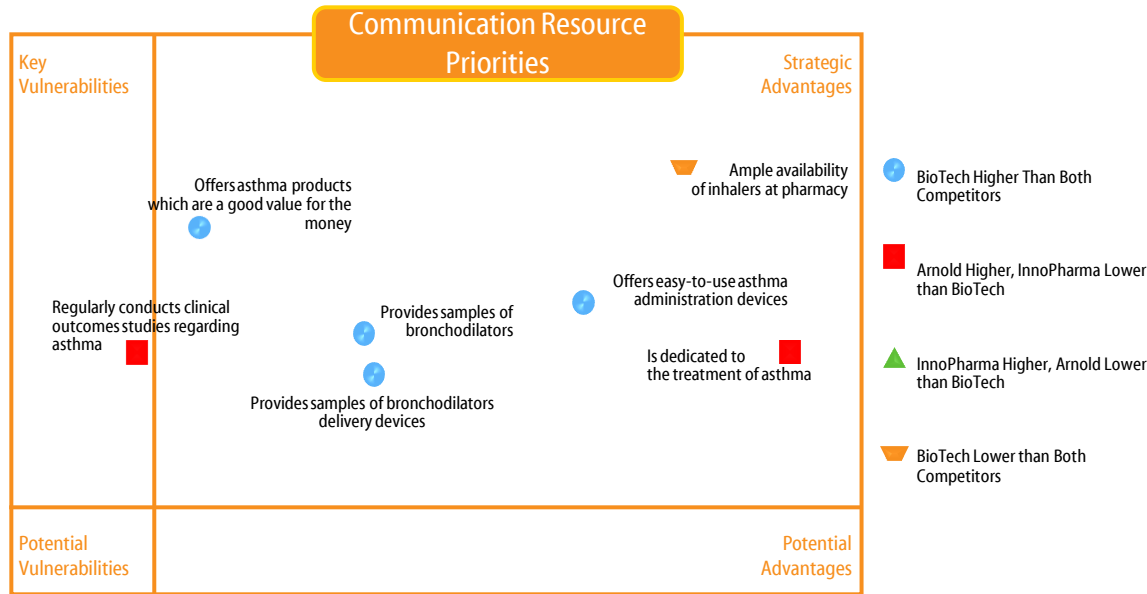 Communication Resource
Priorities
Key
Vulnerabilities
Strategic
Advantages
Ample availability
of inhalers at pharmacy
Offers asthma products
which are a good value for the
money
Offers easy-to-use asthma
administration devices
Regularly conducts clinical
outcomes studies regarding
asthma
Provides samples of
bronchodilators
Is dedicated to
the treatment of asthma
Provides samples of bronchodilators
delivery devices
Potential
Vulnerabilities
Potential
Advantages
BioTech Higher Than Both
Competitors
Arnold Higher, InnoPharma Lower
than BioTech
InnoPharma Higher, Arnold Lower
than BioTech
BioTech Lower than Both
Competitors